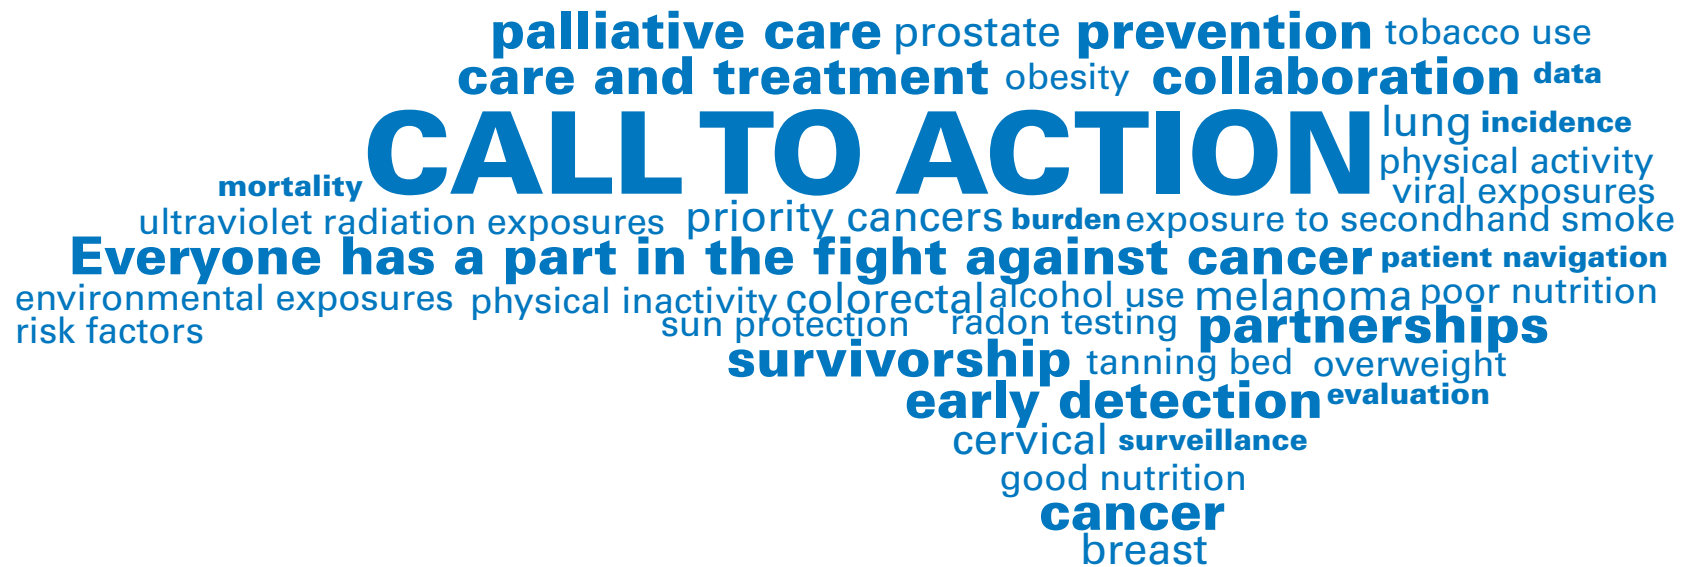 palliative care prostate prevention tobacco use
care and treatment obesity collaboration data
CALL TO ACTION lung incidence
physical activity
mortality viral exposures
ultraviolet radiation exposures priority cancers burden exposure to secondhand smoke
Everyone has a part in the fight against cancer patient navigation
environmental exposures physical inactivity colorectal alcohol use melanoma poor nutrition
risk factors sun protection radon testing partnerships
survivorship tanning bed overweight
early detection evaluation
cervical surveillance
good nutrition
cancer
breast